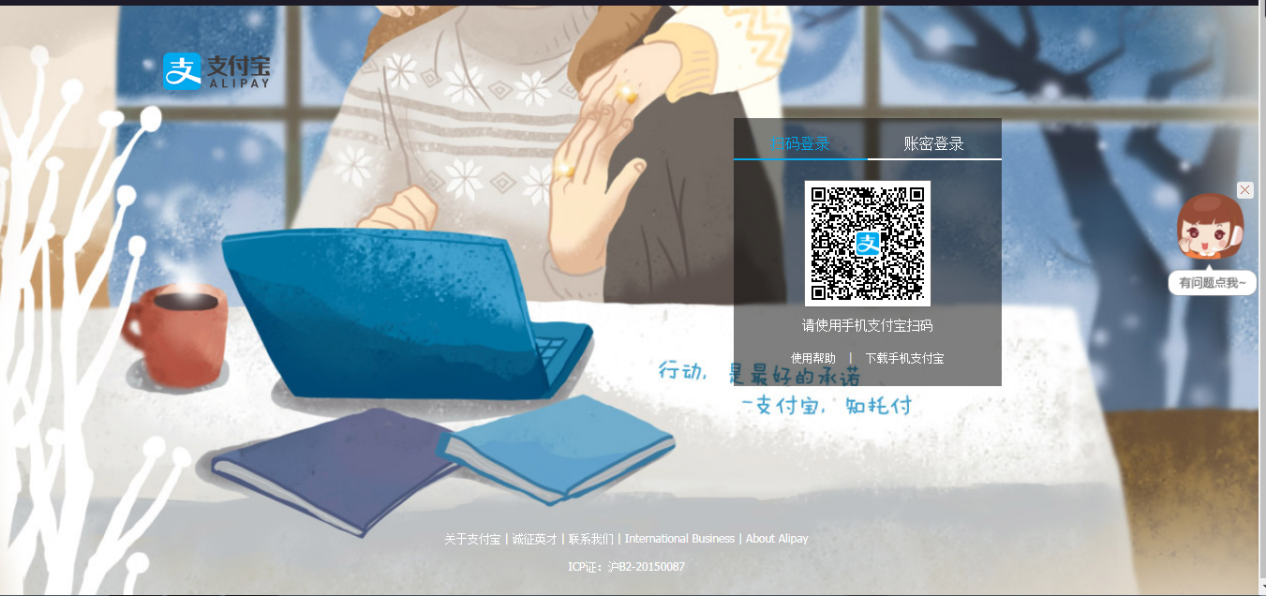 支付宝
ALIPAY
扫码登录 账密登录
请使用手机支付宝扫码
使用帮助 | 下载手机支付宝
有问题点我~
行动，是最好的承诺
-支付宝，知托付
关于支付宝 | 诚征英才 | 联系我们 | International Business | About Alipay
ICP证：沪B2-20150087